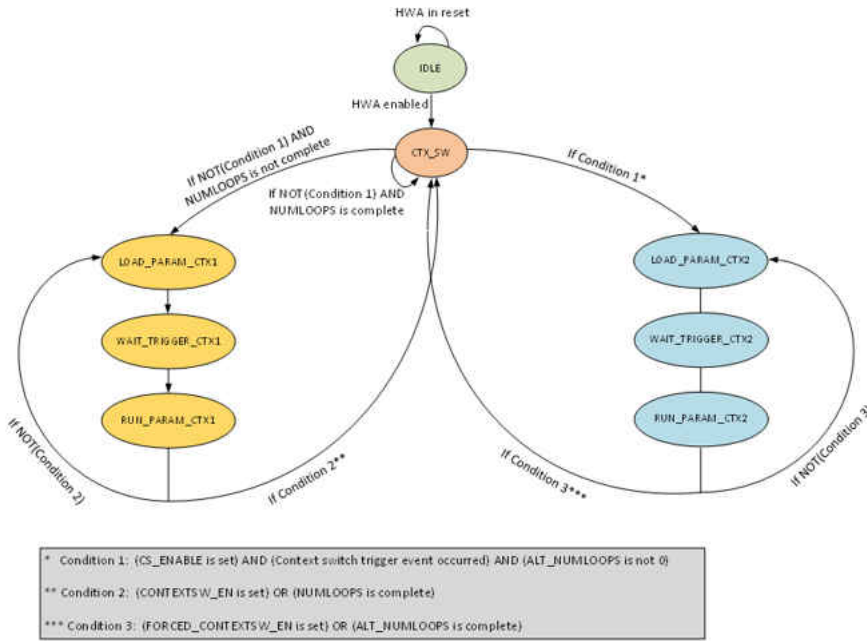 HWA in reset
IDLE
HWA enabled
CTX_SW
If NOT(Condition 1) AND
NUMLOOPS is not complete
If NOT(Condition 1) AND
NUMLOOPS is complete
If Condition 1*
LOAD_PARAM_CTX1
LOAD_PARAM_CTX2
WAIT_TRIGGER_CTX1
WAIT_TRIGGER_CTX2
RUN_PARAM_CTX1
RUN_PARAM_CTX2
If NOT(Condition 2)
If Condition 2**
If Condition 3***
If NOT(Condition 3)
* Condition 1: (CS_ENABLE is set) AND (Context switch trigger event occurred) AND (ALT_NUMLOOPS is not 0)
** Condition 2: (CONTEXTSW_EN is set) OR (NUMLOOPS is complete)
*** Condition 3: (FORCED_CONTEXTSW_EN is set) OR (ALT_NUMLOOPS is complete)